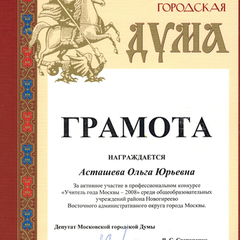 ГОРОДСКАЯ
ДУМА
ГРАМОТА
НАГРАЖДАЕТСЯ
Асташева Ольга Юрьевна
За активное участие в профессиональном конкурсе
«Учитель года Москвы – 2008» среди общеобразовательных
учреждений района Новогиреево
Восточного административного округа города Москвы.
Депутат Московской городской Думы